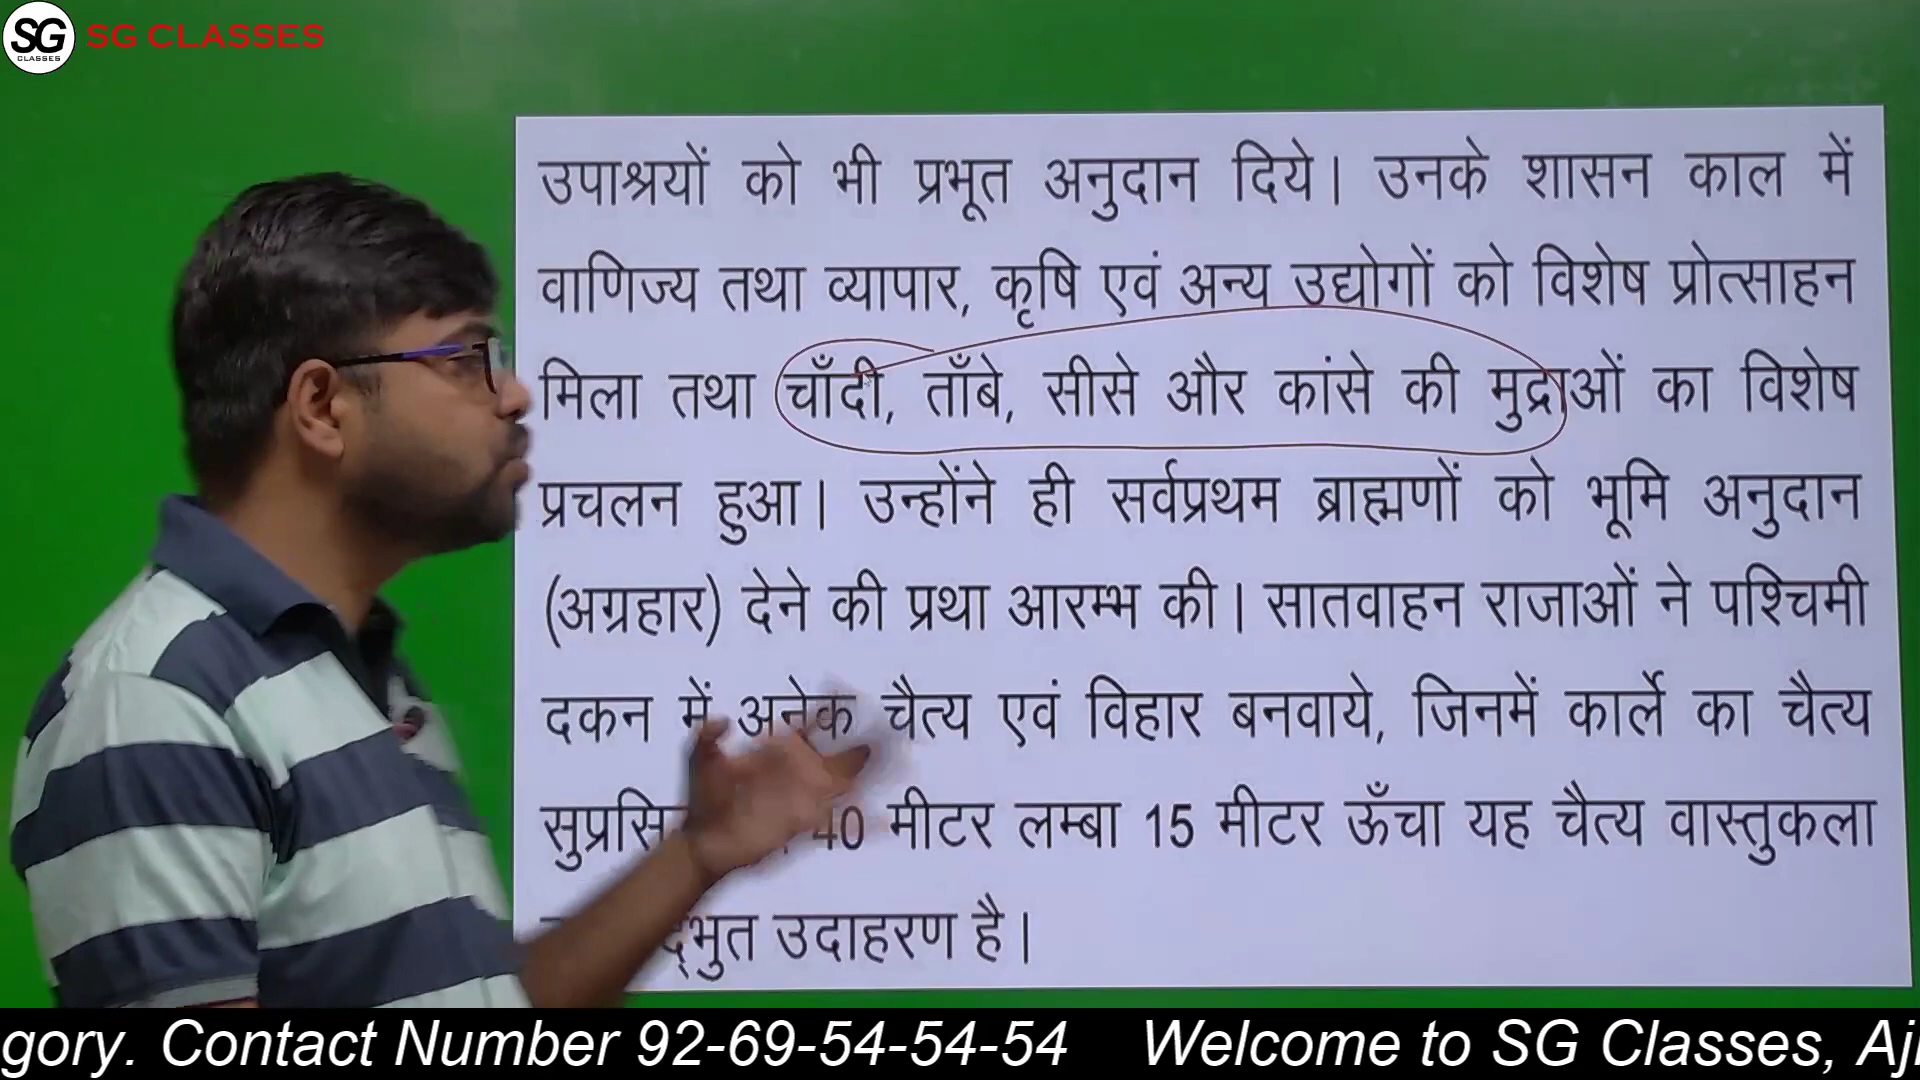 SG CLASSES
SG CLASSES
उपाश्रयों को भी प्रभूत अनुदान दिये। उनके शासन काल में
वाणिज्य तथा व्यापार, कृषि एवं अन्य उद्योगों को विशेष प्रोत्साहन
मिला तथा चाँदी, ताँबे, सीसे और कांसे की मुद्राओं का विशेष
प्रचलन हुआ। उन्होंने ही सर्वप्रथम ब्राह्मणों को भूमि अनुदान
(अग्रहार) देने की प्रथा आरम्भ की। सातवाहन राजाओं ने पश्चिमी
दकन में अनेक चैत्य एवं विहार बनवाये, जिनमें कार्ले का चैत्य
40 मीटर लम्बा 15 मीटर ऊँचा यह चैत्य वास्तुकला
उदाहरण है।
gory. Contact Number 92-69-54-54-54 Welcome to SG Classes,